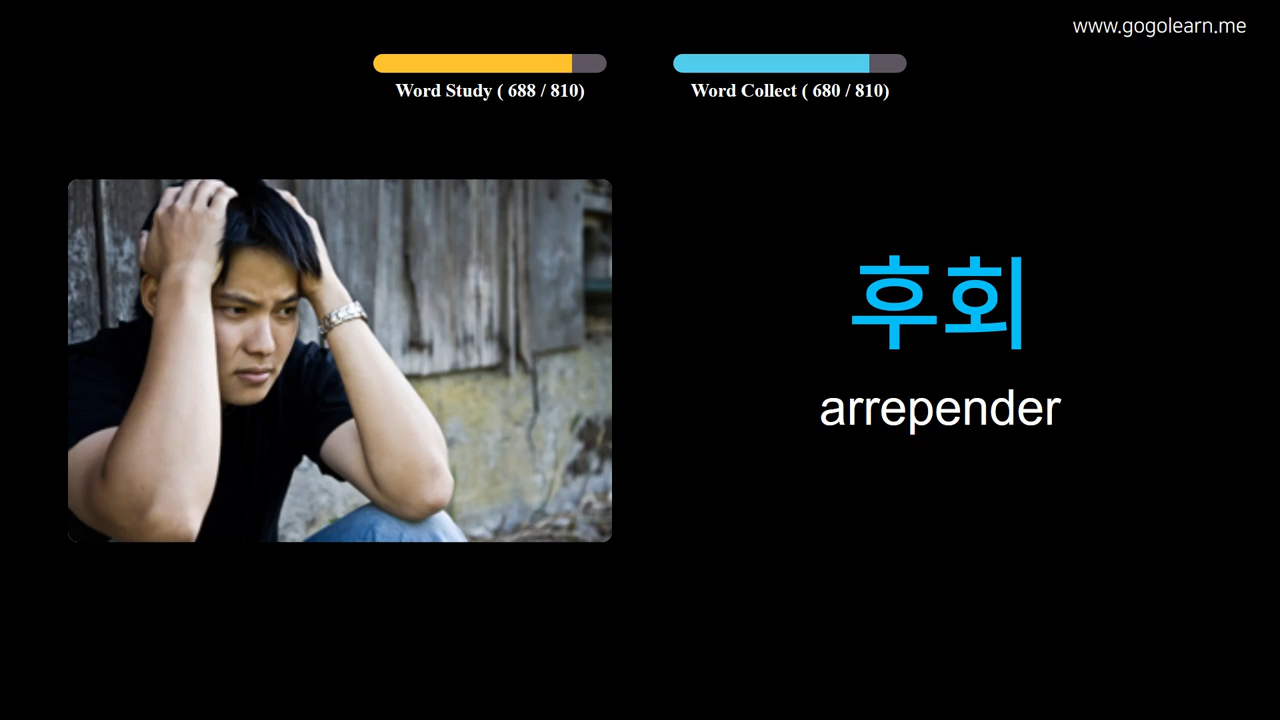 www.gogolearn.me
Word Study ( 688 / 810)
Word Collect ( 680 / 810)
후회
arrepender